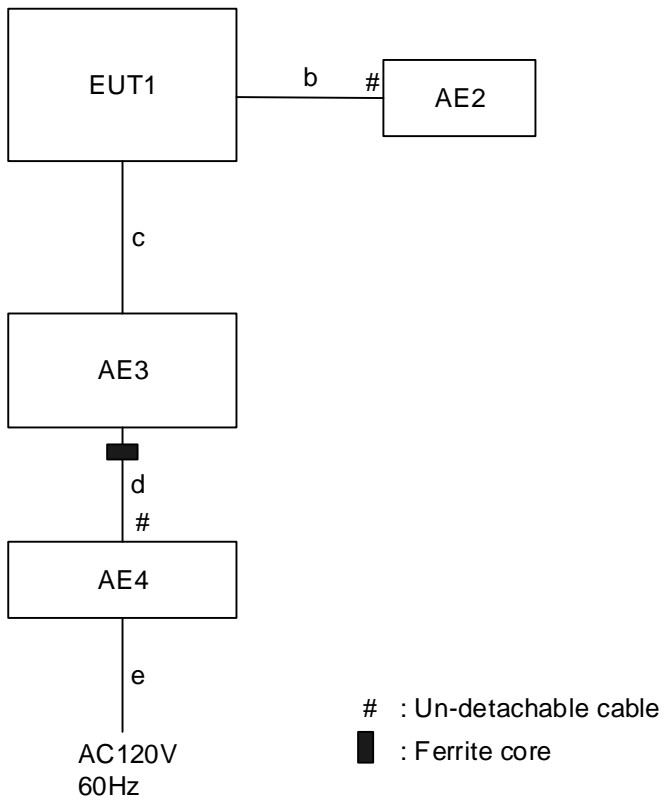 EUT1
b
#
AE2
c
AE3
d
#
AE4
e
AC120V
60Hz
# : Un-detachable cable
: Ferrite core